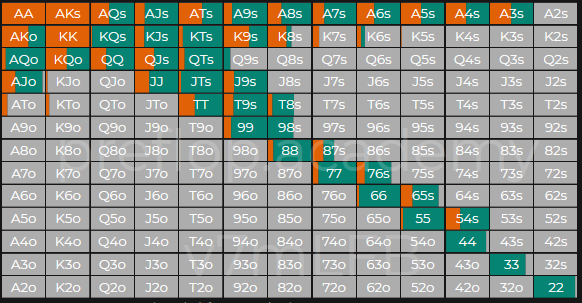 AA AKs AQs AJs ATs A9s A8s A7s A6s A5s A4s A3s A2s
AKo KK KQs KJs KTs K9s K8s K7s K6s K5s K4s K3s K2s
AQo KQo QQ QJs QTs Q9s Q8s Q7s Q6s Q5s Q4s Q3s Q2s
AJo KJo QJo JJ JTs J9s J8s J7s J6s J5s J4s J3s J2s
ATo KTo QTo JTo TT T9s T8s T7s T6s T5s T4s T3s T2s
A9o K9o Q9o J9o T9o 99 98s 97s 96s 95s 94s 93s 92s
A8o K8o Q8o J8o T8o 98o 88 87s 86s 85s 84s 83s 82s
A7o K7o Q7o J7o T7o 97o 87o 77 76s 75s 74s 73s 72s
A6o K6o Q6o J6o T6o 96o 86o 76o 66 65s 64s 63s 62s
A5o K5o Q5o J5o T5o 95o 85o 75o 65o 55 54s 53s 52s
A4o K4o Q4o J4o T4o 94o 84o 74o 64o 54o 44 43s 42s
A3o K3o Q3o J3o T3o 93o 83o 73o 63o 53o 43o 33 32s
A2o K2o Q2o J2o T2o 92o 82o 72o 62o 52o 42o 32o 22
preflop.academy